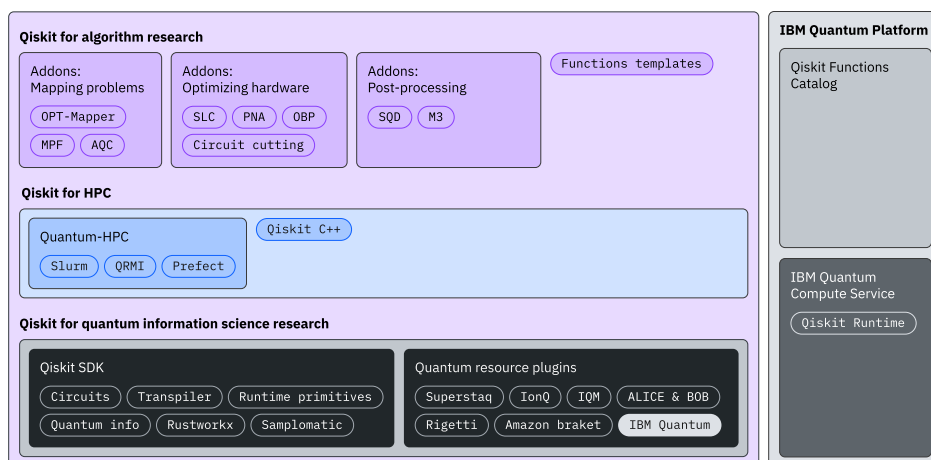 Qiskit for algorithm research
Addons:
Mapping problems
OPT-Mapper
MPF AQC
Addons:
Optimizing hardware
SLC PNA OBP
Circuit cutting
Addons:
Post-processing
SQD M3
Functions templates
Qiskit for HPC
Quantum-HPC
Slurm QRMI Prefect
Qiskit C++
Qiskit for quantum information science research
Qiskit SDK
Circuits Transpiler Runtime primitives
Quantum info Rustworkx Samplomatic
Quantum resource plugins
Superstaq IonQ IQM ALICE & BOB
Rigetti Amazon braket IBM Quantum
IBM Quantum Platform
Qiskit Functions
Catalog
IBM Quantum
Compute Service
Qiskit Runtime